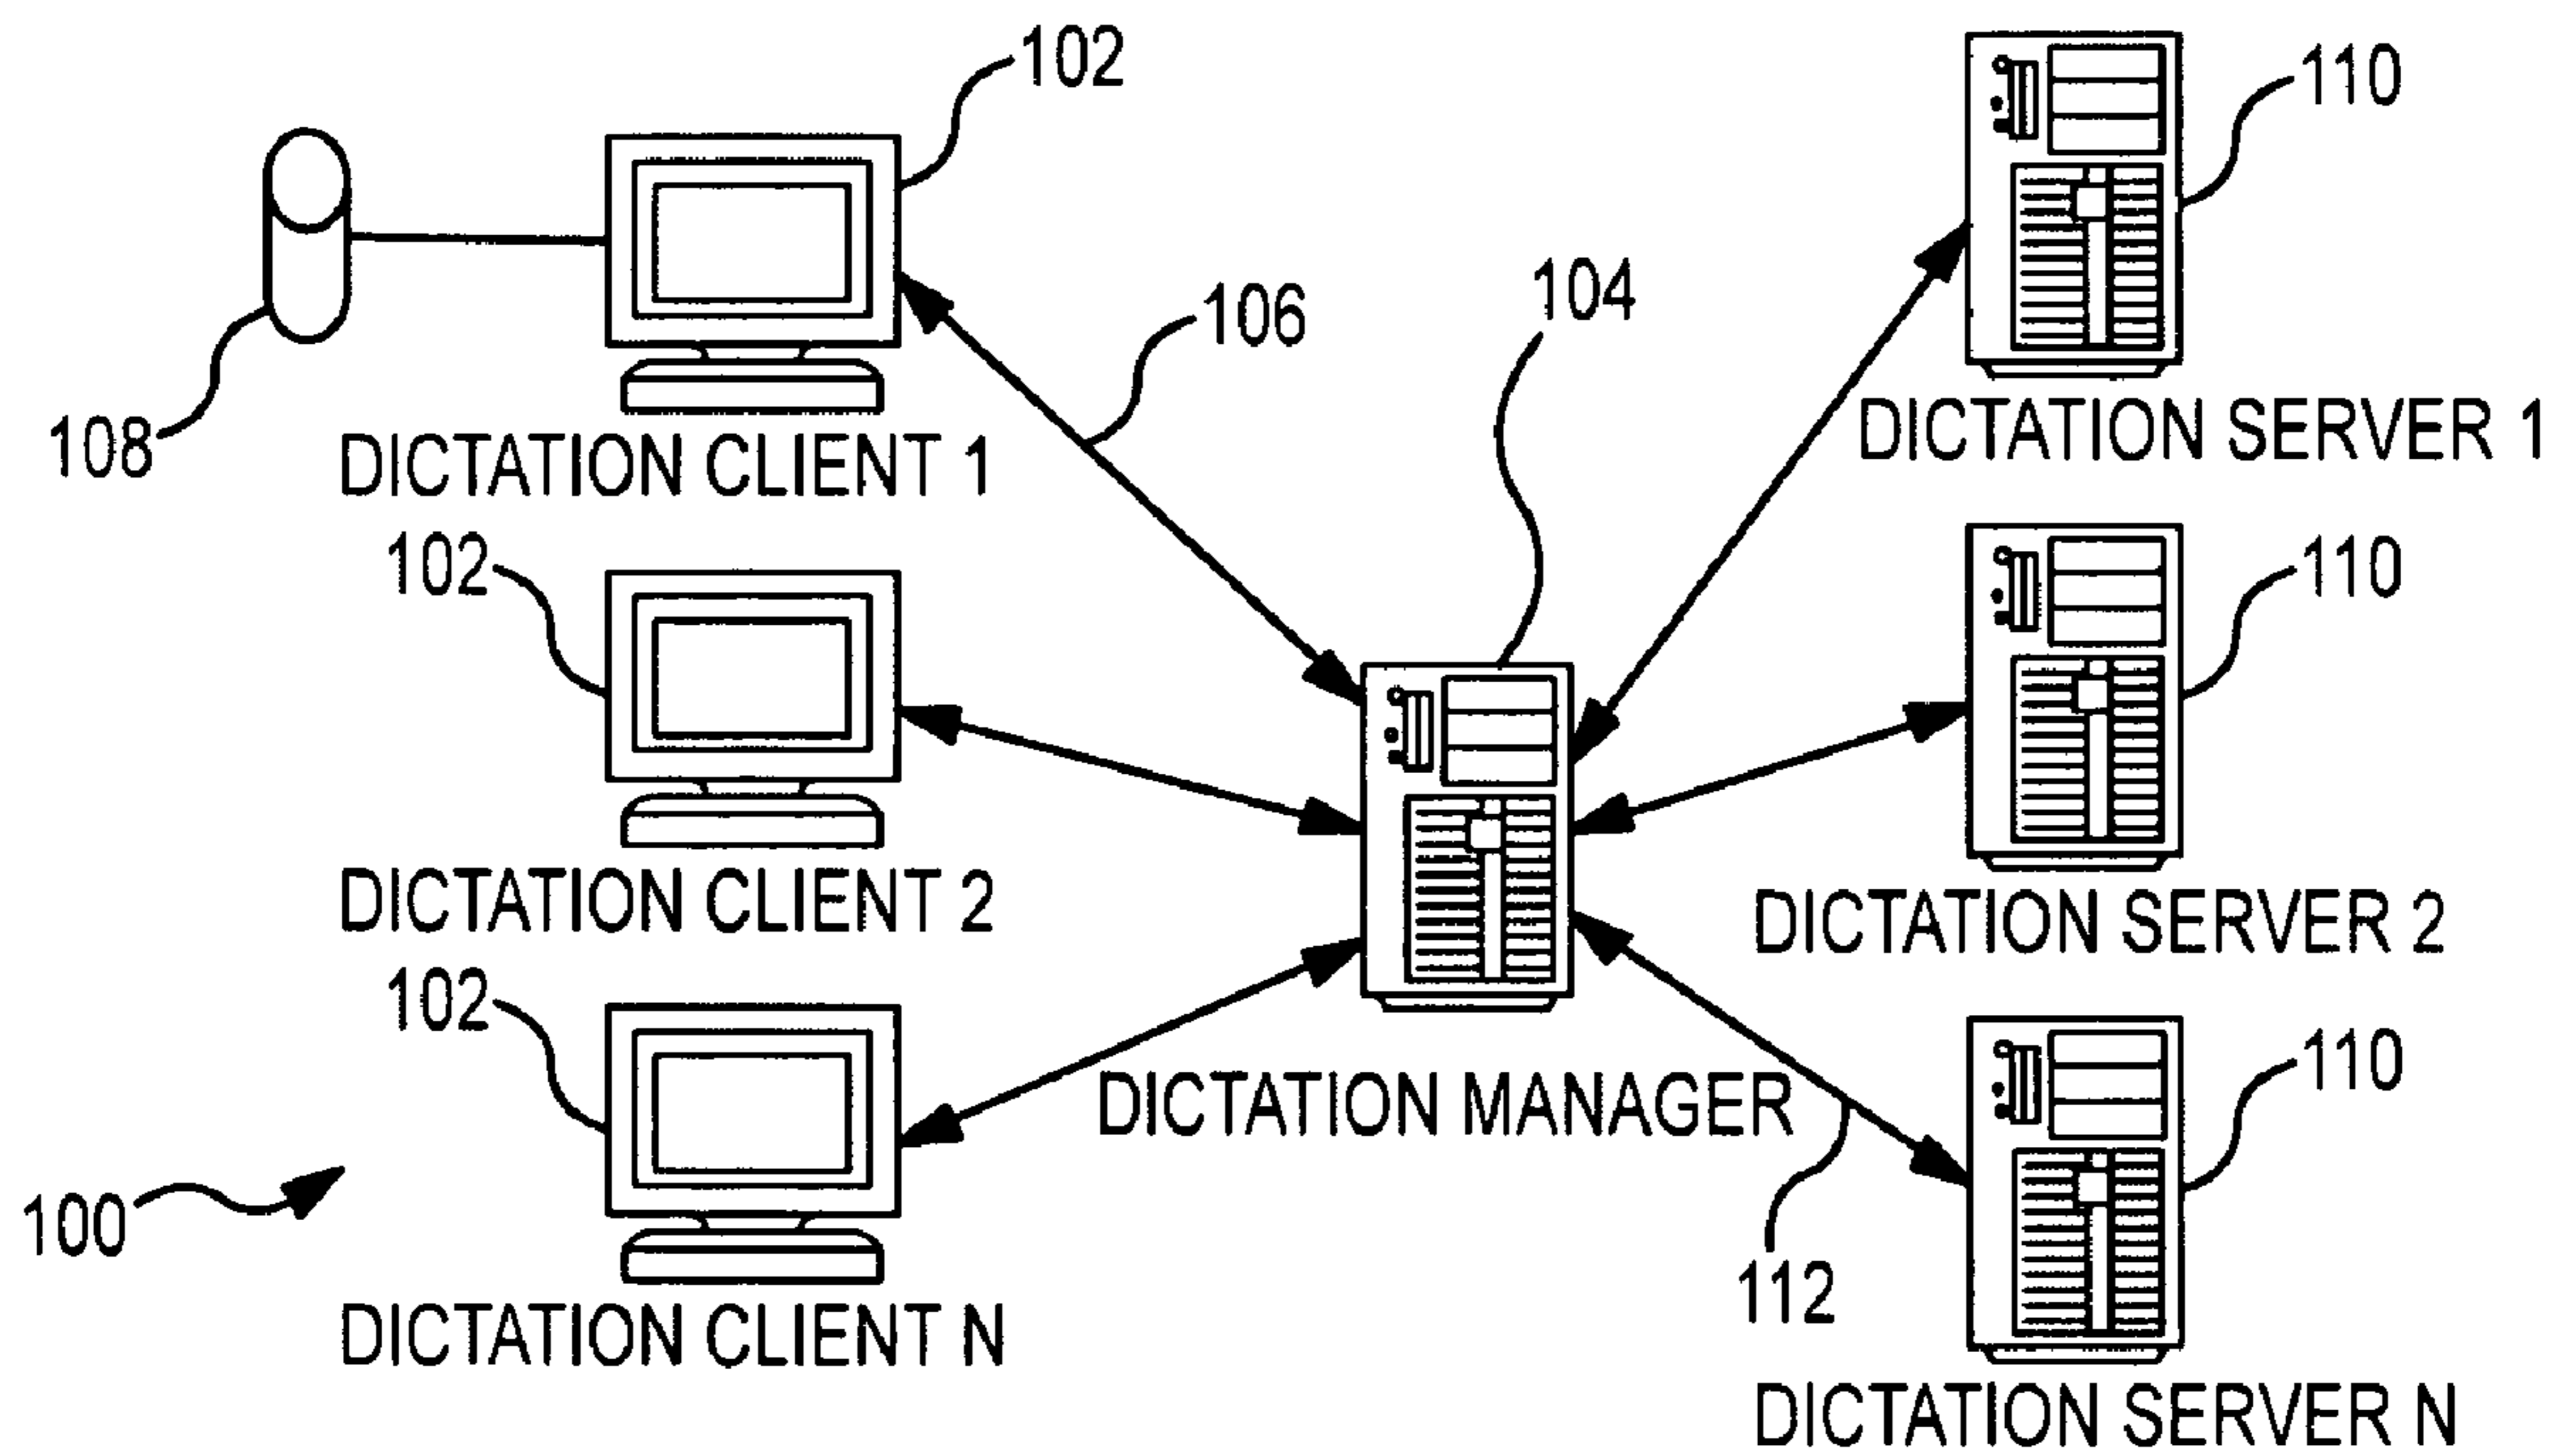 102
110
106
104
108
DICTATION CLIENT 1
DICTATION SERVER 1
102
110
DICTATION CLIENT 2
DICTATION SERVER 2
102
DICTATION MANAGER
110
100
112
DICTATION CLIENT N
DICTATION SERVER N